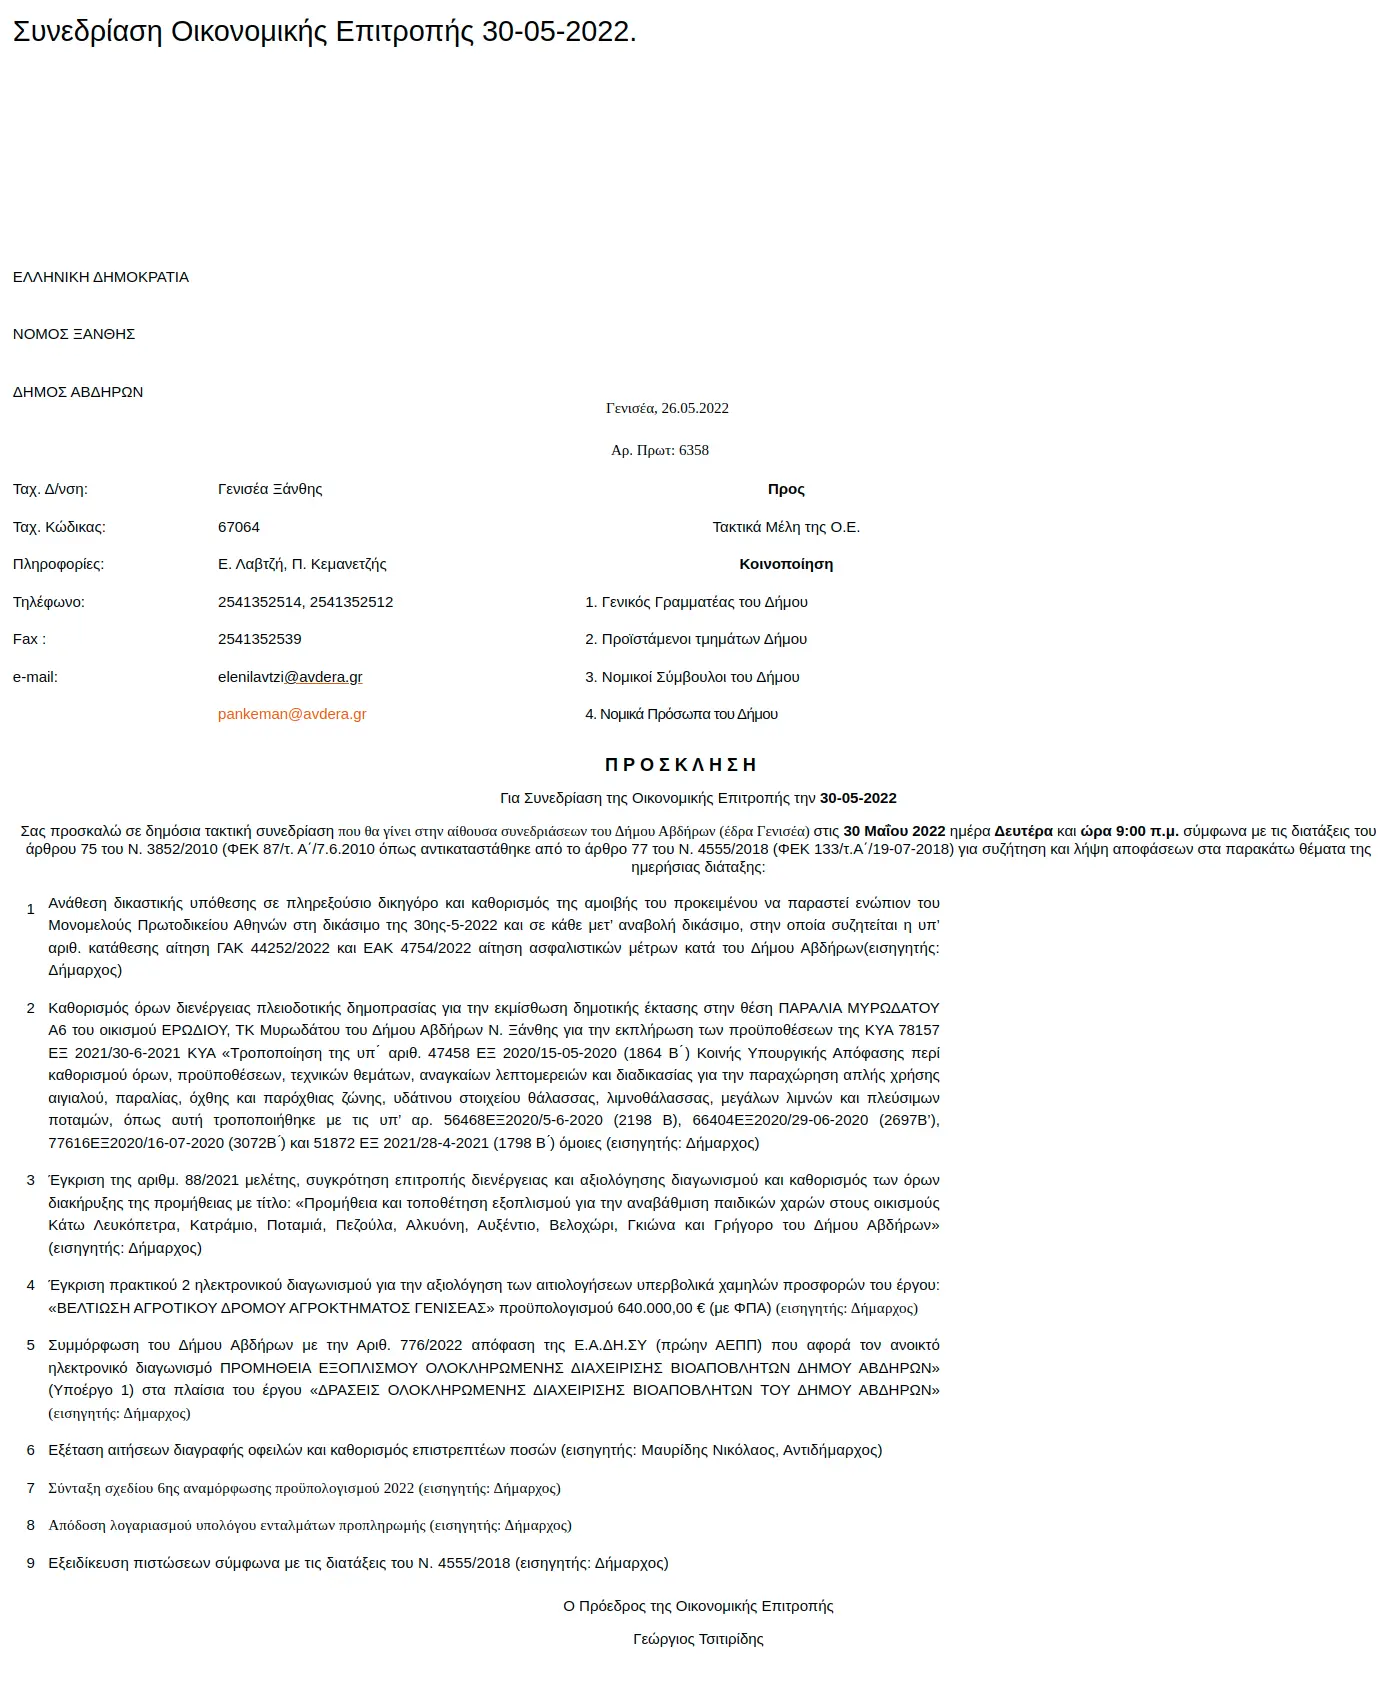 Συνεδρίαση Οικονομικής Επιτροπής 30-05-2022.
ΕΛΛΗΝΙΚΗ ΔΗΜΟΚΡΑΤΙΑ
ΝΟΜΟΣ ΞΑΝΘΗΣ
ΔΗΜΟΣ ΑΒΔΗΡΩΝ
Γενισέα, 26.05.2022
Αρ. Πρωτ: 6358
Ταχ. Δ/νση: Γενισέα Ξάνθης Προς
Ταχ. Κώδικας: 67064 Τακτικά Μέλη της Ο.Ε.
Πληροφορίες: Ε. Λαβτζή, Π. Κεμανετζής Κοινοποίηση
Τηλέφωνο: 2541352514, 2541352512 1. Γενικός Γραμματέας του Δήμου
Fax : 2541352539 2. Προϊστάμενοι τμημάτων Δήμου
e-mail: elenilavtzi@avdera.gr 3. Νομικοί Σύμβουλοι του Δήμου
pankeman@avdera.gr 4. Νομικά Πρόσωπα του Δήμου
Π Ρ Ο Σ Κ Λ Η Σ Η
Για Συνεδρίαση της Οικονομικής Επιτροπής την 30-05-2022
Σας προσκαλώ σε δημόσια τακτική συνεδρίαση που θα γίνει στην αίθουσα συνεδριάσεων του Δήμου Αβδήρων (έδρα Γενισέα) στις 30 Μαΐου 2022 ημέρα Δευτέρα και ώρα 9:00 π.μ. σύμφωνα με τις διατάξεις του
άρθρου 75 του Ν. 3852/2010 (ΦΕΚ 87/τ. Α΄/7.6.2010 όπως αντικαταστάθηκε από το άρθρο 77 του Ν. 4555/2018 (ΦΕΚ 133/τ.Α΄/19-07-2018) για συζήτηση και λήψη αποφάσεων στα παρακάτω θέματα της
ημερήσιας διάταξης:
1 Ανάθεση δικαστικής υπόθεσης σε πληρεξούσιο δικηγόρο και καθορισμός της αμοιβής του προκειμένου να παραστεί ενώπιον του
Μονομελούς Πρωτοδικείου Αθηνών στη δικάσιμο της 30ης-5-2022 και σε κάθε μετ’ αναβολή δικάσιμο, στην οποία συζητείται η υπ’
αριθ. κατάθεσης αίτηση ΓΑΚ 44252/2022 και ΕΑΚ 4754/2022 αίτηση ασφαλιστικών μέτρων κατά του Δήμου Αβδήρων(εισηγητής:
Δήμαρχος)
2 Καθορισμός όρων διενέργειας πλειοδοτικής δημοπρασίας για την εκμίσθωση δημοτικής έκτασης στην θέση ΠΑΡΑΛΙΑ ΜΥΡΩΔΑΤΟΥ
Α6 του οικισμού ΕΡΩΔΙΟΥ, ΤΚ Μυρωδάτου του Δήμου Αβδήρων Ν. Ξάνθης για την εκπλήρωση των προϋποθέσεων της ΚΥΑ 78157
ΕΞ 2021/30-6-2021 ΚΥΑ «Τροποποίηση της υπ΄ αριθ. 47458 ΕΞ 2020/15-05-2020 (1864 Β΄) Κοινής Υπουργικής Απόφασης περί
καθορισμού όρων, προϋποθέσεων, τεχνικών θεμάτων, αναγκαίων λεπτομερειών και διαδικασίας για την παραχώρηση απλής χρήσης
αιγιαλού, παραλίας, όχθης και παρόχθιας ζώνης, υδάτινου στοιχείου θάλασσας, λιμνοθάλασσας, μεγάλων λιμνών και πλεύσιμων
ποταμών, όπως αυτή τροποποιήθηκε με τις υπ’ αρ. 56468ΕΞ2020/5-6-2020 (2198 Β), 66404ΕΞ2020/29-06-2020 (2697Β’),
77616ΕΞ2020/16-07-2020 (3072Β΄) και 51872 ΕΞ 2021/28-4-2021 (1798 Β΄) όμοιες (εισηγητής: Δήμαρχος)
3 Έγκριση της αριθμ. 88/2021 μελέτης, συγκρότηση επιτροπής διενέργειας και αξιολόγησης διαγωνισμού και καθορισμός των όρων
διακήρυξης της προμήθειας με τίτλο: «Προμήθεια και τοποθέτηση εξοπλισμού για την αναβάθμιση παιδικών χαρών στους οικισμούς
Κάτω Λευκόπετρα, Κατράμιο, Ποταμιά, Πεζούλα, Αλκυόνη, Αυξέντιο, Βελοχώρι, Γκιώνα και Γρήγορο του Δήμου Αβδήρων»
(εισηγητής: Δήμαρχος)
4 Έγκριση πρακτικού 2 ηλεκτρονικού διαγωνισμού για την αξιολόγηση των αιτιολογήσεων υπερβολικά χαμηλών προσφορών του έργου:
«ΒΕΛΤΙΩΣΗ ΑΓΡΟΤΙΚΟΥ ΔΡΟΜΟΥ ΑΓΡΟΚΤΗΜΑΤΟΣ ΓΕΝΙΣΕΑΣ» προϋπολογισμού 640.000,00 € (με ΦΠΑ) (εισηγητής: Δήμαρχος)
5 Συμμόρφωση του Δήμου Αβδήρων με την Αριθ. 776/2022 απόφαση της Ε.Α.ΔΗ.ΣΥ (πρώην ΑΕΠΠ) που αφορά τον ανοικτό
ηλεκτρονικό διαγωνισμό ΠΡΟΜΗΘΕΙΑ ΕΞΟΠΛΙΣΜΟΥ ΟΛΟΚΛΗΡΩΜΕΝΗΣ ΔΙΑΧΕΙΡΙΣΗΣ ΒΙΟΑΠΟΒΛΗΤΩΝ ΔΗΜΟΥ ΑΒΔΗΡΩΝ»
(Υποέργο 1) στα πλαίσια του έργου «ΔΡΑΣΕΙΣ ΟΛΟΚΛΗΡΩΜΕΝΗΣ ΔΙΑΧΕΙΡΙΣΗΣ ΒΙΟΑΠΟΒΛΗΤΩΝ ΤΟΥ ΔΗΜΟΥ ΑΒΔΗΡΩΝ»
(εισηγητής: Δήμαρχος)
6 Εξέταση αιτήσεων διαγραφής οφειλών και καθορισμός επιστρεπτέων ποσών (εισηγητής: Μαυρίδης Νικόλαος, Αντιδήμαρχος)
7 Σύνταξη σχεδίου 6ης αναμόρφωσης προϋπολογισμού 2022 (εισηγητής: Δήμαρχος)
8 Απόδοση λογαριασμού υπολόγου ενταλμάτων προπληρωμής (εισηγητής: Δήμαρχος)
9 Εξειδίκευση πιστώσεων σύμφωνα με τις διατάξεις του Ν. 4555/2018 (εισηγητής: Δήμαρχος)
Ο Πρόεδρος της Οικονομικής Επιτροπής
Γεώργιος Τσιτιρίδης